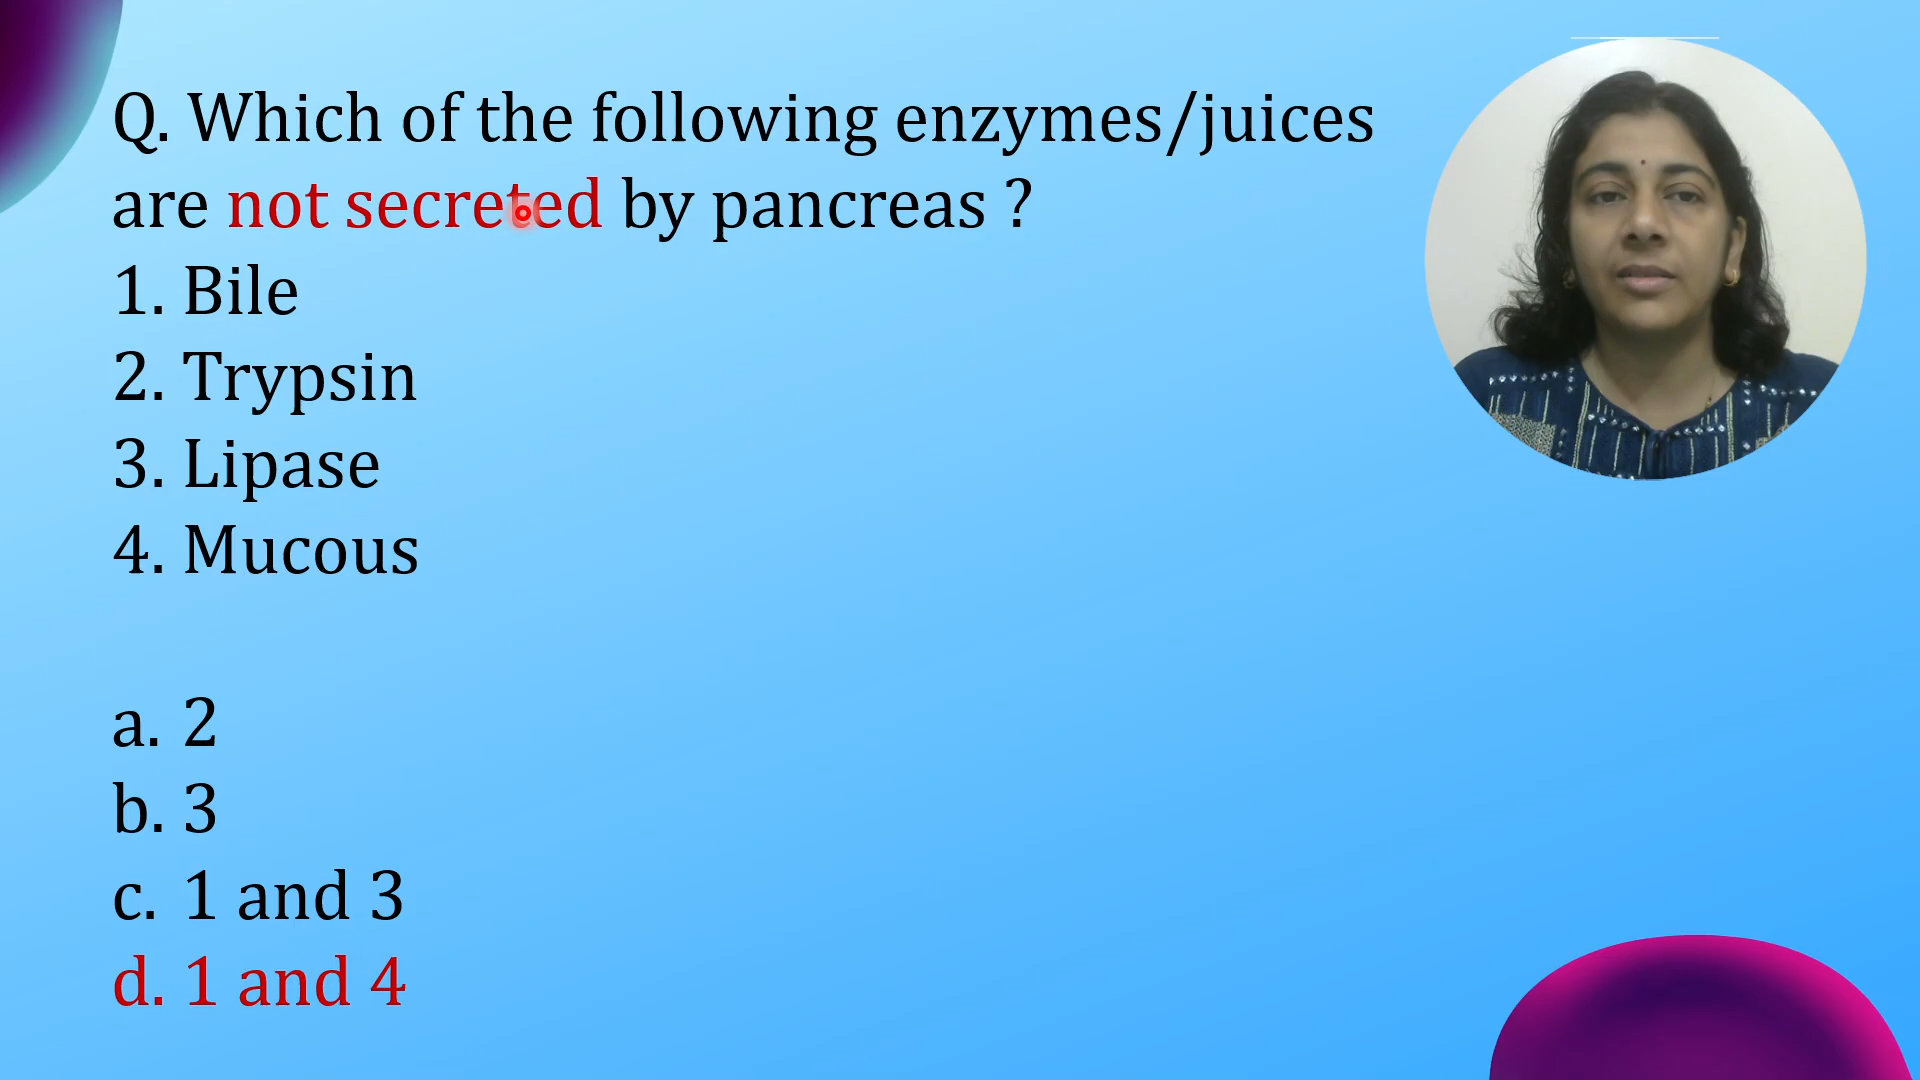 Q. Which of the following enzymes/juices
are not secreted by pancreas ?
1. Bile
2. Trypsin
3. Lipase
4. Mucous
a. 2
b. 3
c. 1 and 3
d. 1 and 4